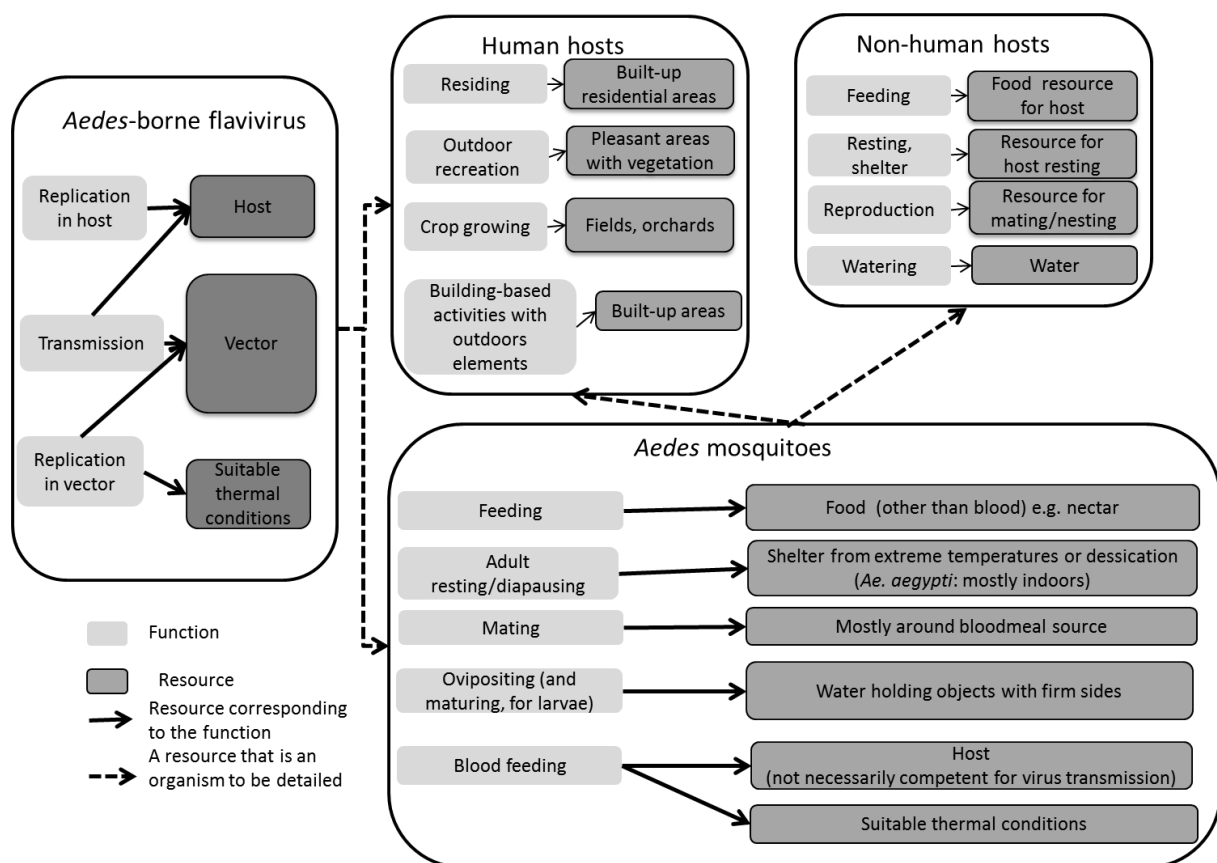 Aedes-borne flavivirus
Replication
in host
Host
Transmission
Vector
Replication
in vector
Suitable
thermal
conditions
Human hosts
Residing
Built-up
residential areas
Outdoor
recreation
Pleasant areas
with vegetation
Crop growing
Fields, orchards
Building-based
activities with
outdoors
elements
Built-up areas
Non-human hosts
Feeding
Food resource
for host
Resting,
shelter
Resource for
host resting
Reproduction
Resource for
mating/nesting
Watering
Water
Aedes mosquitoes
Feeding
Food (other than blood) e.g. nectar
Adult
resting/diapausing
Shelter from extreme temperatures or dessication
(Ae. aegypti: mostly indoors)
Mating
Mostly around bloodmeal source
Ovipositing (and
maturing, for larvae)
Water holding objects with firm sides
Blood feeding
Host
(not necessarily competent for virus transmission)
Suitable thermal conditions
Function
Resource
Resource corresponding
to the function
A resource that is an
organism to be detailed